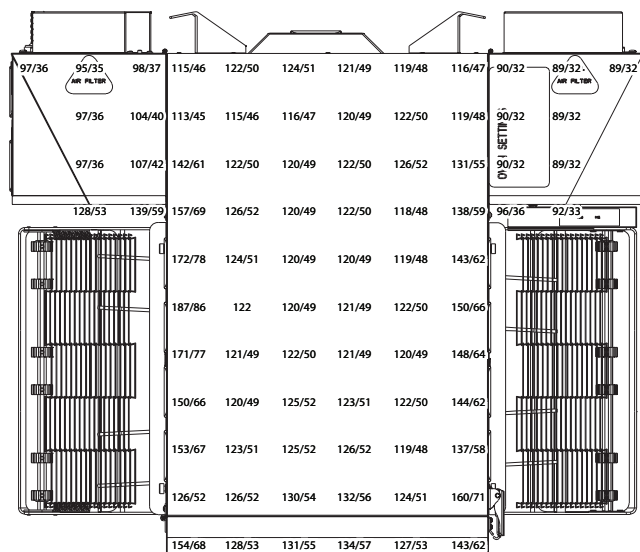 97/36 95/35 98/37 115/46 122/50 124/51 121/49 119/48 116/47 90/32 89/32 89/32
AIR FILTER AIR FILTER
97/36 104/40 113/45 115/46 116/47 120/49 122/50 119/48 90/32 89/32
97/36 107/42 142/61 122/50 120/49 122/50 126/52 131/55 90/32 89/32
OVEN SETTING
128/53 139/59 157/69 126/52 120/49 122/50 118/48 138/59 96/36 92/33
172/78 124/51 120/49 120/49 119/48 143/62
187/86 122 120/49 121/49 122/50 150/66
171/77 121/49 122/50 121/49 120/49 148/64
150/66 120/49 125/52 123/51 122/50 144/62
153/67 123/51 125/52 126/52 119/48 137/58
126/52 126/52 130/54 132/56 124/51 160/71
154/68 128/53 131/55 134/57 127/53 143/62